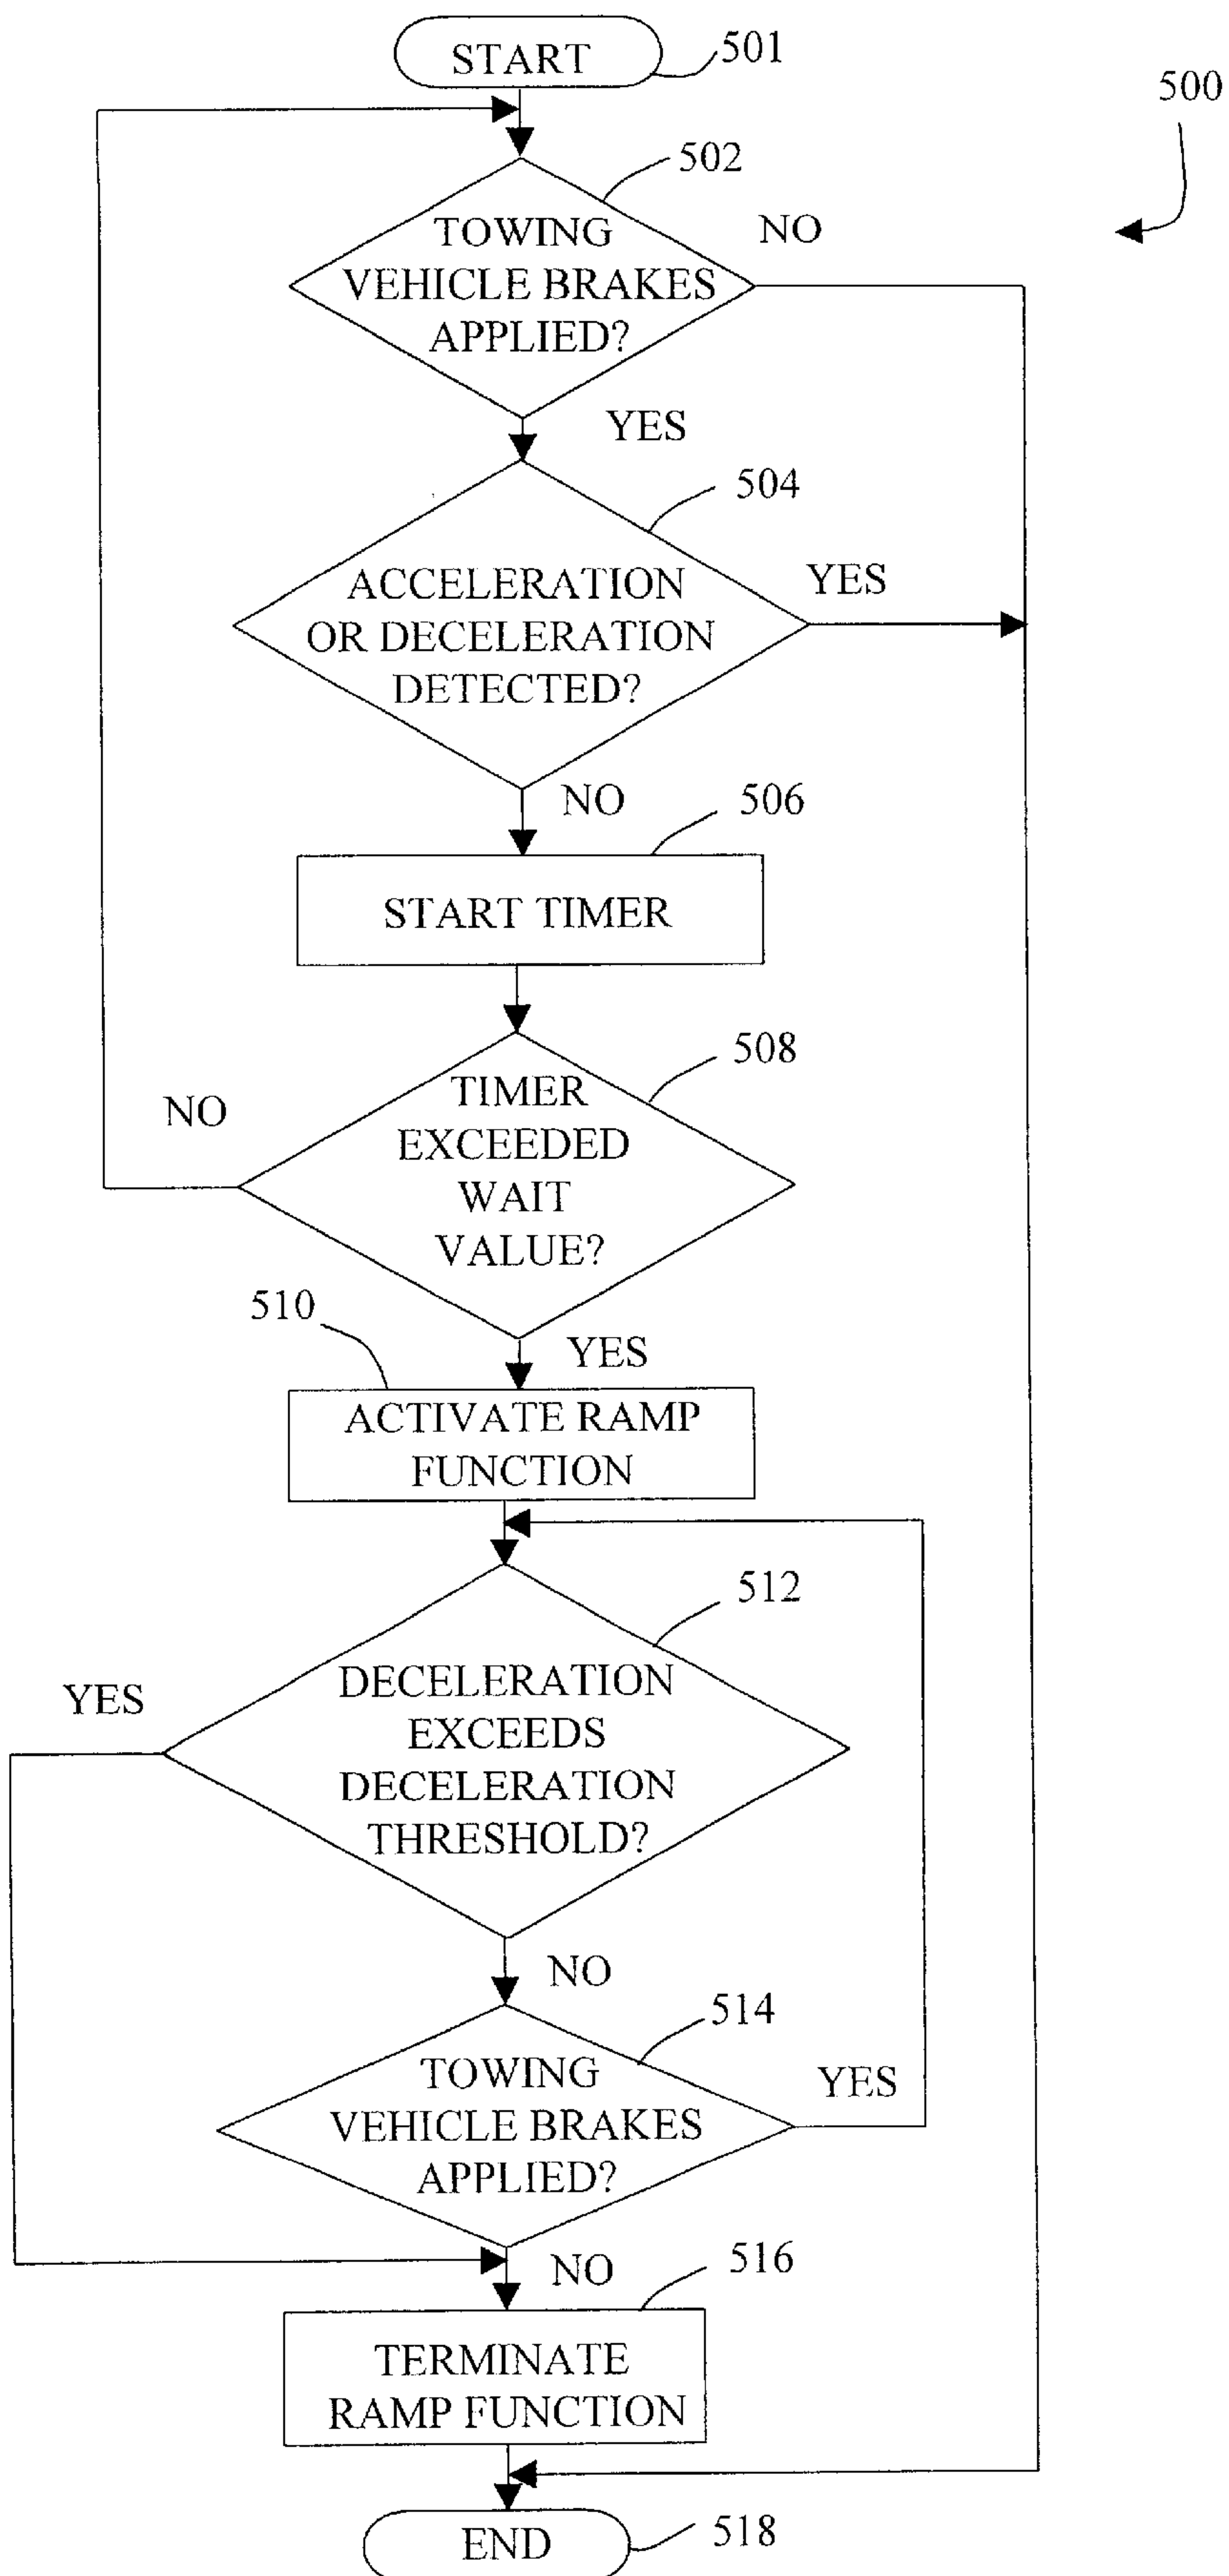 START
501
500
502
TOWING
VEHICLE BRAKES
APPLIED?
NO
YES
504
ACCELERATION
OR DECELERATION
DETECTED?
YES
NO
506
START TIMER
508
TIMER
EXCEEDED
WAIT
VALUE?
NO
510
YES
ACTIVATE RAMP
FUNCTION
512
YES
DECELERATION
EXCEEDS
DECELERATION
THRESHOLD?
NO
514
TOWING
VEHICLE BRAKES
APPLIED?
YES
NO
516
TERMINATE
RAMP FUNCTION
END
518